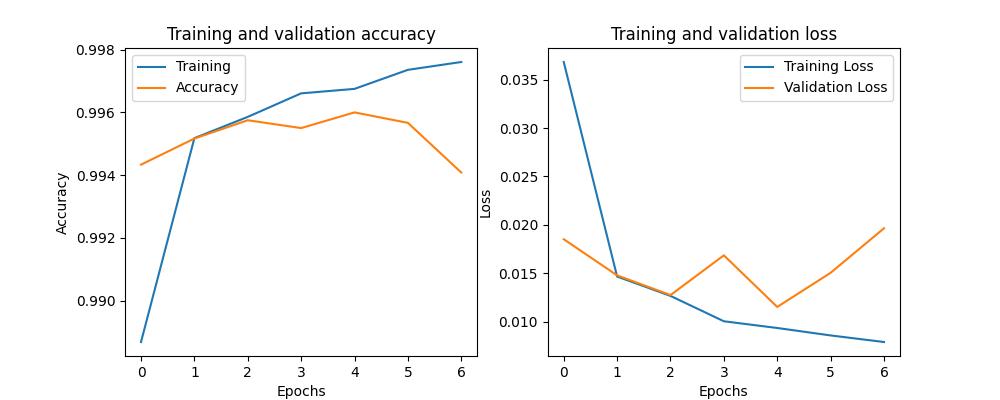 Training and validation accuracy
Training
Accuracy
Accuracy
0.998
0.996
0.994
0.992
0.990
0 1 2 3 4 5 6
Epochs
Training and validation loss
Training Loss
Validation Loss
Loss
0.035
0.030
0.025
0.020
0.015
0.010
0 1 2 3 4 5 6
Epochs